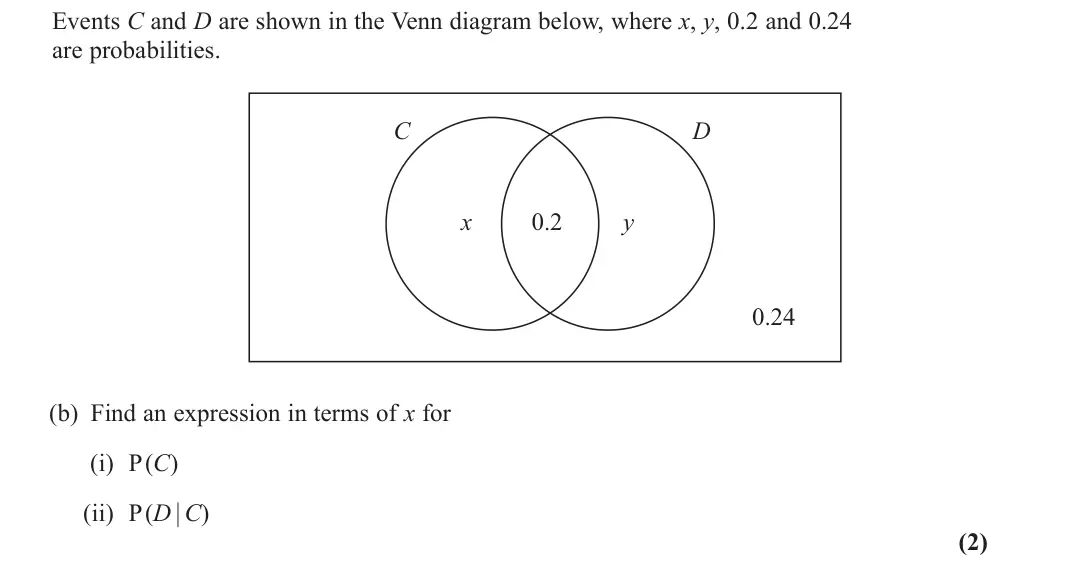 Events C and D are shown in the Venn diagram below, where x, y, 0.2 and 0.24
are probabilities.
C
D
x
0.2
y
0.24
(b) Find an expression in terms of x for
(i) P(C)
(ii) P(D | C)
(2)